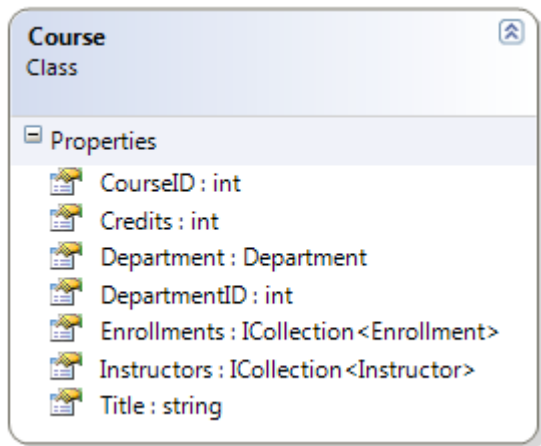 Course
Class
Properties
CourseID : int
Credits : int
Department : Department
DepartmentID : int
Enrollments : ICollection<Enrollment>
Instructors : ICollection<Instructor>
Title : string